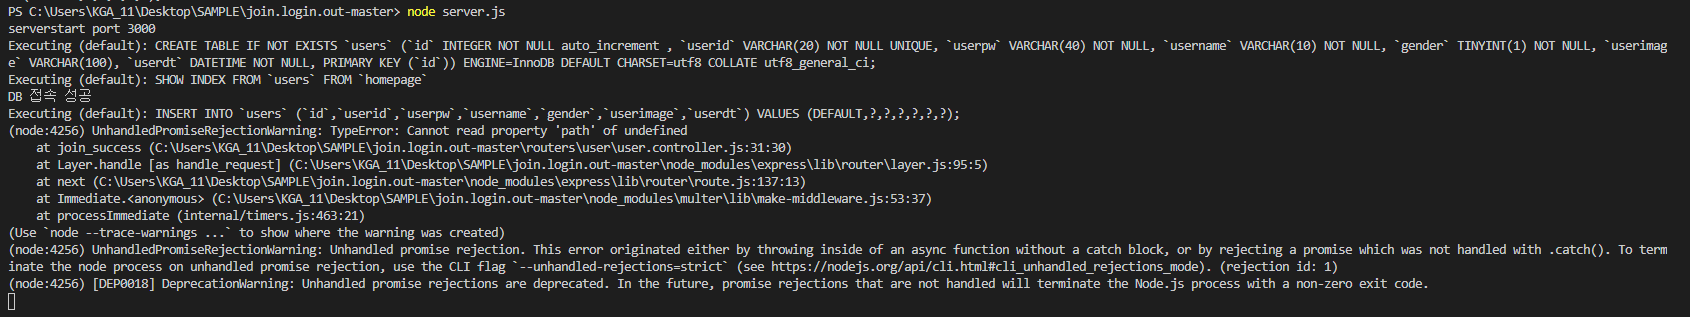 PS C:\Users\KGA_11\Desktop\SAMPLE\join.login.out-master> node server.js
serverstart port 3000
Executing (default): CREATE TABLE IF NOT EXISTS `users` (`id` INTEGER NOT NULL auto_increment , `userid` VARCHAR(20) NOT NULL UNIQUE, `userpw` VARCHAR(40) NOT NULL, `username` VARCHAR(10) NOT NULL, `gender` TINYINT(1) NOT NULL, `userimag
e` VARCHAR(100), `userdt` DATETIME NOT NULL, PRIMARY KEY (`id`)) ENGINE=InnoDB DEFAULT CHARSET=utf8 COLLATE utf8_general_ci;
Executing (default): SHOW INDEX FROM `users` FROM `homepage`
DB 접속 성공
Executing (default): INSERT INTO `users` (`id`,`userid`,`userpw`,`username`,`gender`,`userimage`,`userdt`) VALUES (DEFAULT,?,?,?,?,?,?);
(node:4256) UnhandledPromiseRejectionWarning: TypeError: Cannot read property 'path' of undefined
    at join_success (C:\Users\KGA_11\Desktop\SAMPLE\join.login.out-master\routers\user\user.controller.js:31:30)
    at Layer.handle [as handle_request] (C:\Users\KGA_11\Desktop\SAMPLE\join.login.out-master\node_modules\express\lib\router\layer.js:95:5)
    at next (C:\Users\KGA_11\Desktop\SAMPLE\join.login.out-master\node_modules\express\lib\router\route.js:137:13)
    at Immediate.<anonymous> (C:\Users\KGA_11\Desktop\SAMPLE\join.login.out-master\node_modules\multer\lib\make-middleware.js:53:37)
    at processImmediate (internal/timers.js:463:21)
(Use `node --trace-warnings ...` to show where the warning was created)
(node:4256) UnhandledPromiseRejectionWarning: Unhandled promise rejection. This error originated either by throwing inside of an async function without a catch block, or by rejecting a promise which was not handled with .catch(). To term
inate the node process on unhandled promise rejection, use the CLI flag `--unhandled-rejections=strict` (see https://nodejs.org/api/cli.html#cli_unhandled_rejections_mode). (rejection id: 1)
(node:4256) [DEP0018] DeprecationWarning: Unhandled promise rejections are deprecated. In the future, promise rejections that are not handled will terminate the Node.js process with a non-zero exit code.